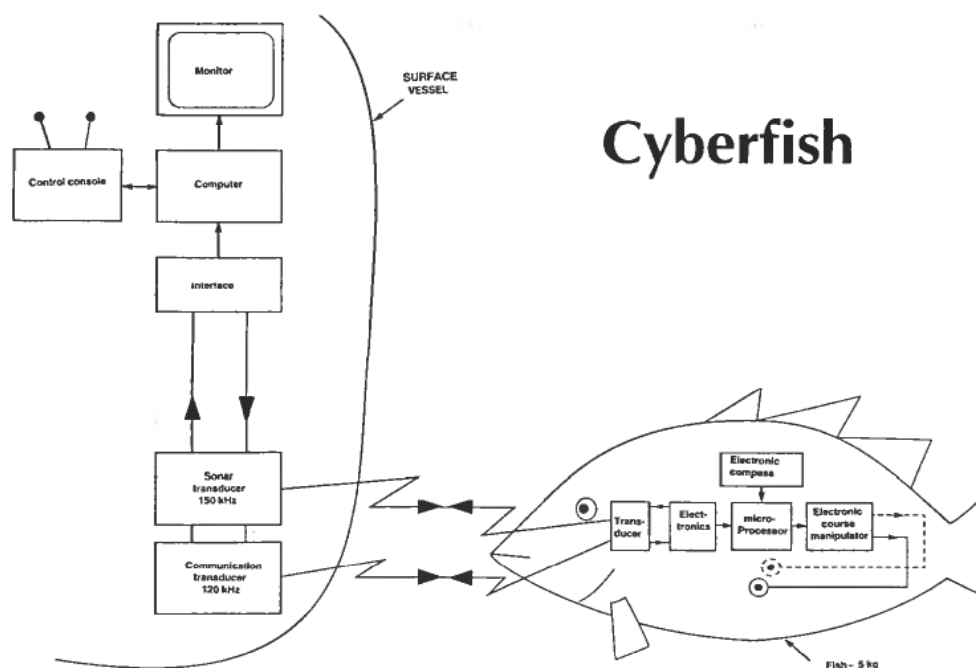 Cyberfish
Monitor
SURFACE
VESSEL
Control console
Computer
Interface
Sonar
transducer
150 kHz
Communication
transducer
120 kHz
Electronic
compass
Trans-
ducer
Elect-
tronics
micro-
Processor
Electronic
course
manipulator
Fish - 5 kg